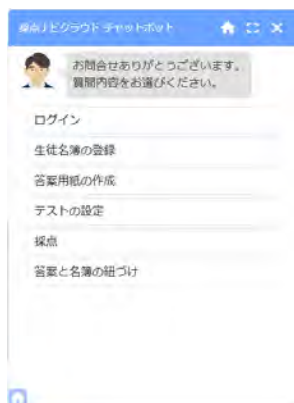 採点ナビクラウド チャットボット
お問合せありがとうございます。
質問内容をお選びください。
ログイン
生徒名簿の登録
答案用紙の作成
テストの設定
採点
答案と名簿の紐づけ